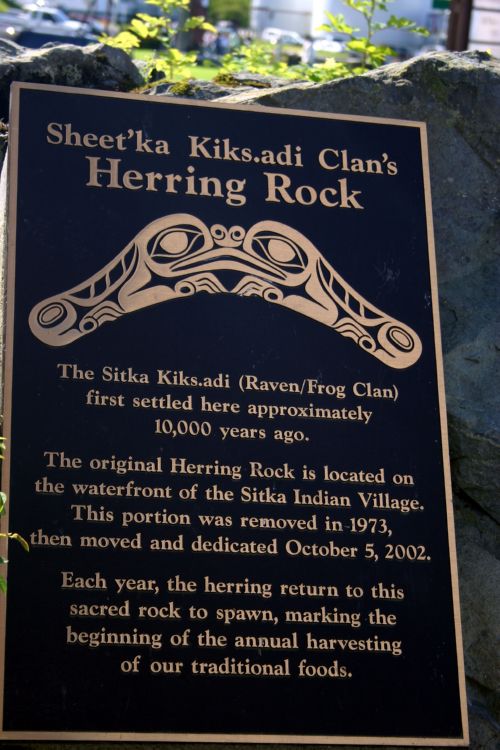 Sheet'ka Kiks.adi Clan's
Herring Rock
The Sitka Kiks.adi (Raven/Frog Clan)
first settled here approximately
10,000 years ago.
The original Herring Rock is located on
the waterfront of the Sitka Indian Village.
This portion was removed in 1973,
then moved and dedicated October 5, 2002.
Each year, the herring return to this
sacred rock to spawn, marking the
beginning of the annual harvesting
of our traditional foods.